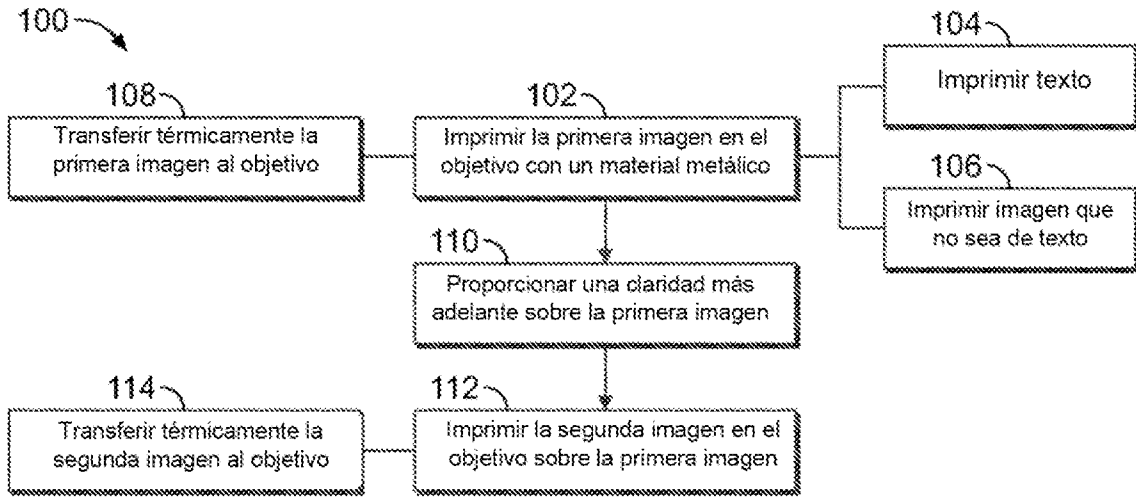 100
104
Imprimir texto
108
Transferir térmicamente la
primera imagen al objetivo
102
Imprimir la primera imagen en el
objetivo con un material metálico
106
Imprimir imagen que
no sea de texto
110
Proporcionar una claridad más
adelante sobre la primera imagen
114
Transferir térmicamente la
segunda imagen al objetivo
112
Imprimir la segunda imagen en el
objetivo sobre la primera imagen